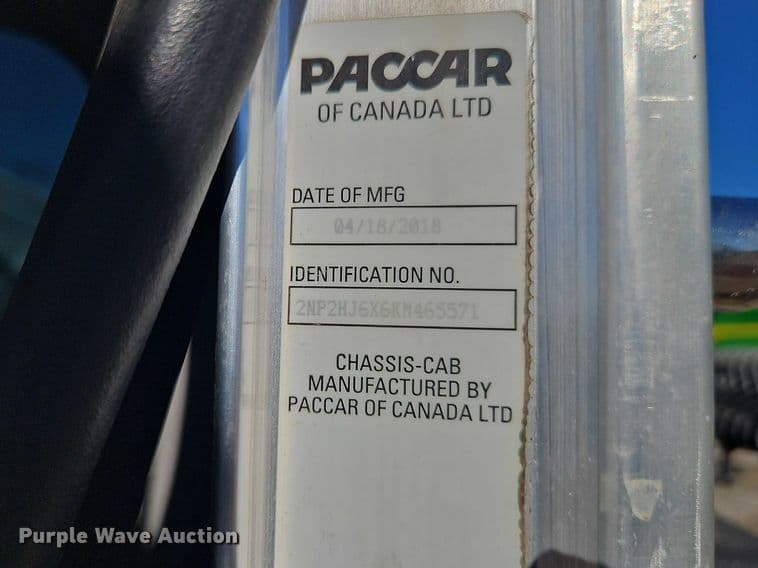 PACCAR
OF CANADA LTD
DATE OF MFG
04/18/2018
IDENTIFICATION NO.
2NP2HJ6X6KM465571
CHASSIS-CAB
MANUFACTURED BY
PACCAR OF CANADA LTD
Purple Wave Auction